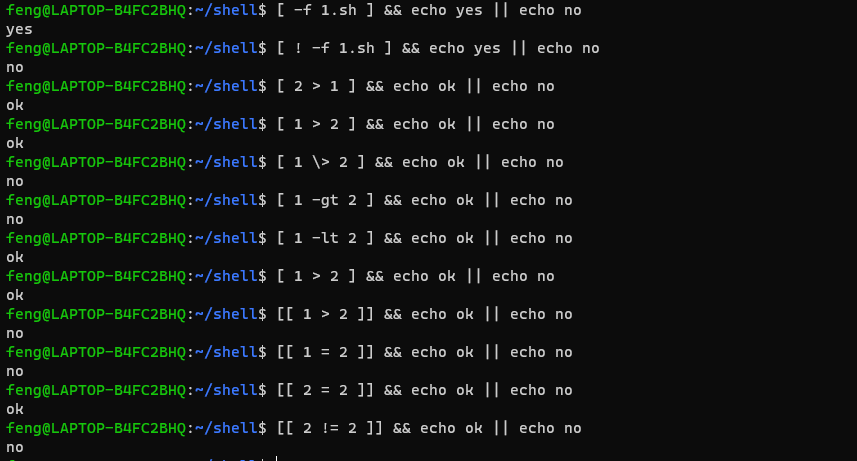 feng@LAPTOP-B4FC2BHQ:~/shell$ [ -f 1.sh ] && echo yes || echo no
yes
feng@LAPTOP-B4FC2BHQ:~/shell$ [ ! -f 1.sh ] && echo yes || echo no
no
feng@LAPTOP-B4FC2BHQ:~/shell$ [ 2 > 1 ] && echo ok || echo no
ok
feng@LAPTOP-B4FC2BHQ:~/shell$ [ 1 > 2 ] && echo ok || echo no
ok
feng@LAPTOP-B4FC2BHQ:~/shell$ [ 1 \> 2 ] && echo ok || echo no
no
feng@LAPTOP-B4FC2BHQ:~/shell$ [ 1 -gt 2 ] && echo ok || echo no
no
feng@LAPTOP-B4FC2BHQ:~/shell$ [ 1 -lt 2 ] && echo ok || echo no
ok
feng@LAPTOP-B4FC2BHQ:~/shell$ [ 1 > 2 ] && echo ok || echo no
ok
feng@LAPTOP-B4FC2BHQ:~/shell$ [[ 1 > 2 ]] && echo ok || echo no
no
feng@LAPTOP-B4FC2BHQ:~/shell$ [[ 1 = 2 ]] && echo ok || echo no
no
feng@LAPTOP-B4FC2BHQ:~/shell$ [[ 2 = 2 ]] && echo ok || echo no
ok
feng@LAPTOP-B4FC2BHQ:~/shell$ [[ 2 != 2 ]] && echo ok || echo no
no